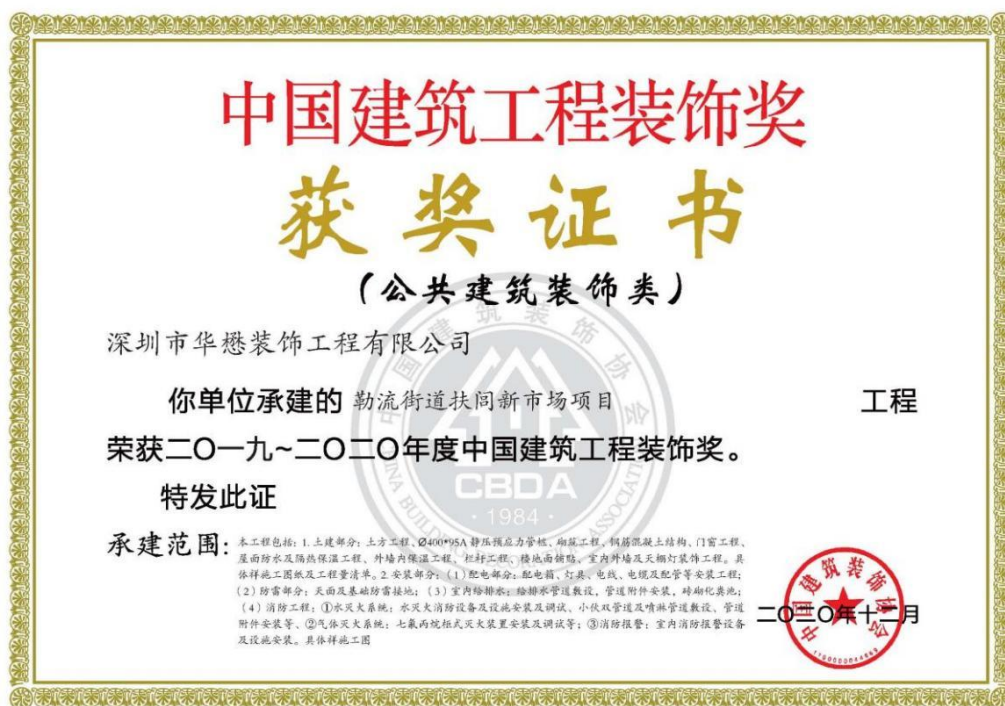 中国建筑工程装饰奖
获奖证书
(公共建筑装饰类)
深圳市华懋装饰工程有限公司
你单位承建的 勒流街道扶闾新市场项目 工程
荣获二〇一九~二〇二〇年度中国建筑工程装饰奖。
特发此证
承建范围:
本工程包括:1.土建部分:土方工程、Ø400*95A静压预应力管桩、砌筑工程、钢筋混凝土结构、门窗工程、
屋面防水及隔热保温工程、外墙内保温工程、栏杆工程、楼地面铺贴、室内外墙及天棚灯装饰工程。具
体祥施工图纸及工程量清单。2.安装部分:(1)配电部分:配电箱、灯具、电线、电缆及配管等安装工程;
(2)防雷部分:天面及基础防雷接地;(3)室内给排水:给排水管道敷设,管道附件安装,砖砌化粪池;
(4)消防工程:①水灭火系统:水灭火消防设备及设施安装及调试、小伙双管道及喷淋管道敷设、管道
附件安装等、②气体灭火系统:七氟丙烷柜式灭火装置安装及调试等;③消防报警:室内消防报警设备
及设施安装。具体祥施工图
二〇二〇年十二月
中国建筑装饰协会
中国建筑装饰协会
CBDA
·1984·
CHINA BUILDING DECORATION ASSOCIATION